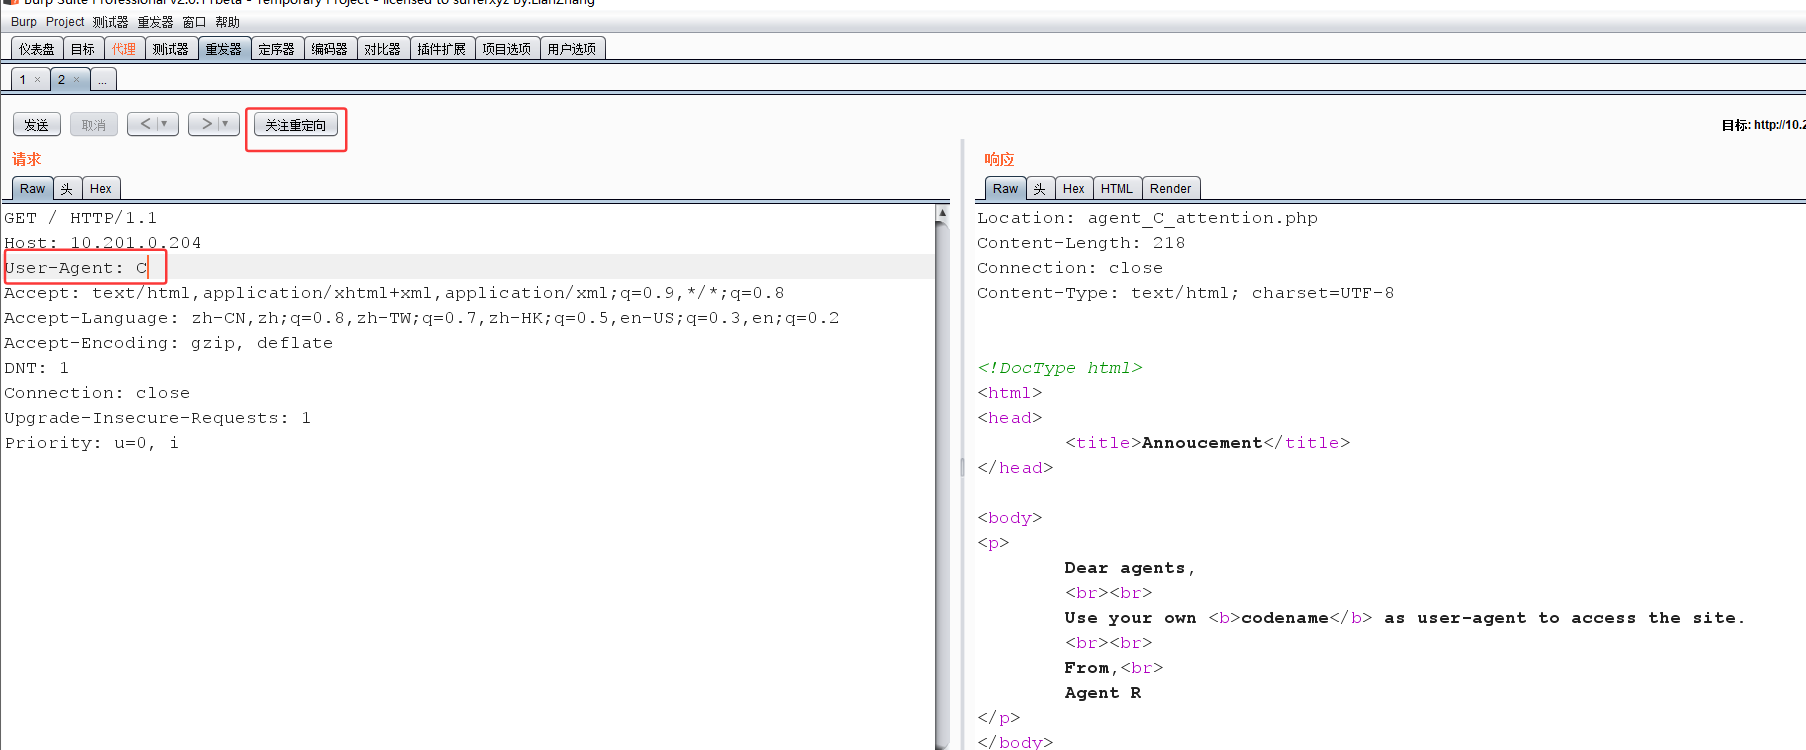 Burp Suite Professional v2.0.11beta - Temporary Project - licensed to surferxyz By:LianZhang
Burp Project 测试器 重发器 窗口 帮助
仪表盘 目标 代理 测试器 重发器 定序器 编码器 对比器 插件扩展 项目选项 用户选项
1 × 2 × ...
发送 取消 < ▼ > ▼ 关注重定向 目标: http://10.2
请求
Raw 头 Hex
GET / HTTP/1.1
Host: 10.201.0.204
User-Agent: C
Accept: text/html,application/xhtml+xml,application/xml;q=0.9,*/*;q=0.8
Accept-Language: zh-CN,zh;q=0.8,zh-TW;q=0.7,zh-HK;q=0.5,en-US;q=0.3,en;q=0.2
Accept-Encoding: gzip, deflate
DNT: 1
Connection: close
Upgrade-Insecure-Requests: 1
Priority: u=0, i
响应
Raw 头 Hex HTML Render
Location: agent_C_attention.php
Content-Length: 218
Connection: close
Content-Type: text/html; charset=UTF-8
<!DocType html>
<html>
<head>
<title>Annoucement</title>
</head>
<body>
<p>
Dear agents,
<br><br>
Use your own <b>codename</b> as user-agent to access the site.
<br><br>
From,<br>
Agent R
</p>
</body>